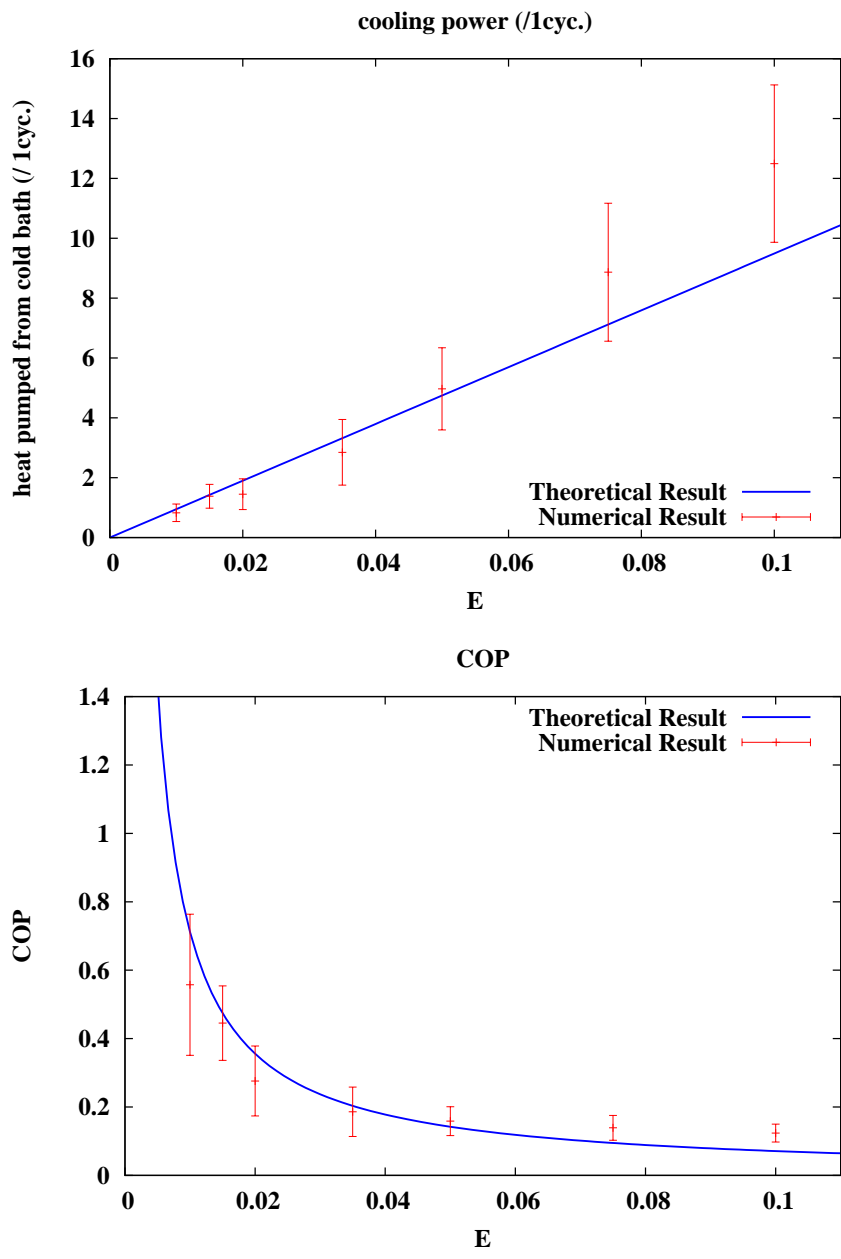 cooling power (/1cyc.)
heat pumped from cold bath (/ 1cyc.)
16
14
12
10
8
6
4
2
0
Theoretical Result
Numerical Result
0 0.02 0.04 0.06 0.08 0.1
E
COP
COP
1.4
1.2
1
0.8
0.6
0.4
0.2
0
Theoretical Result
Numerical Result
0 0.02 0.04 0.06 0.08 0.1
E